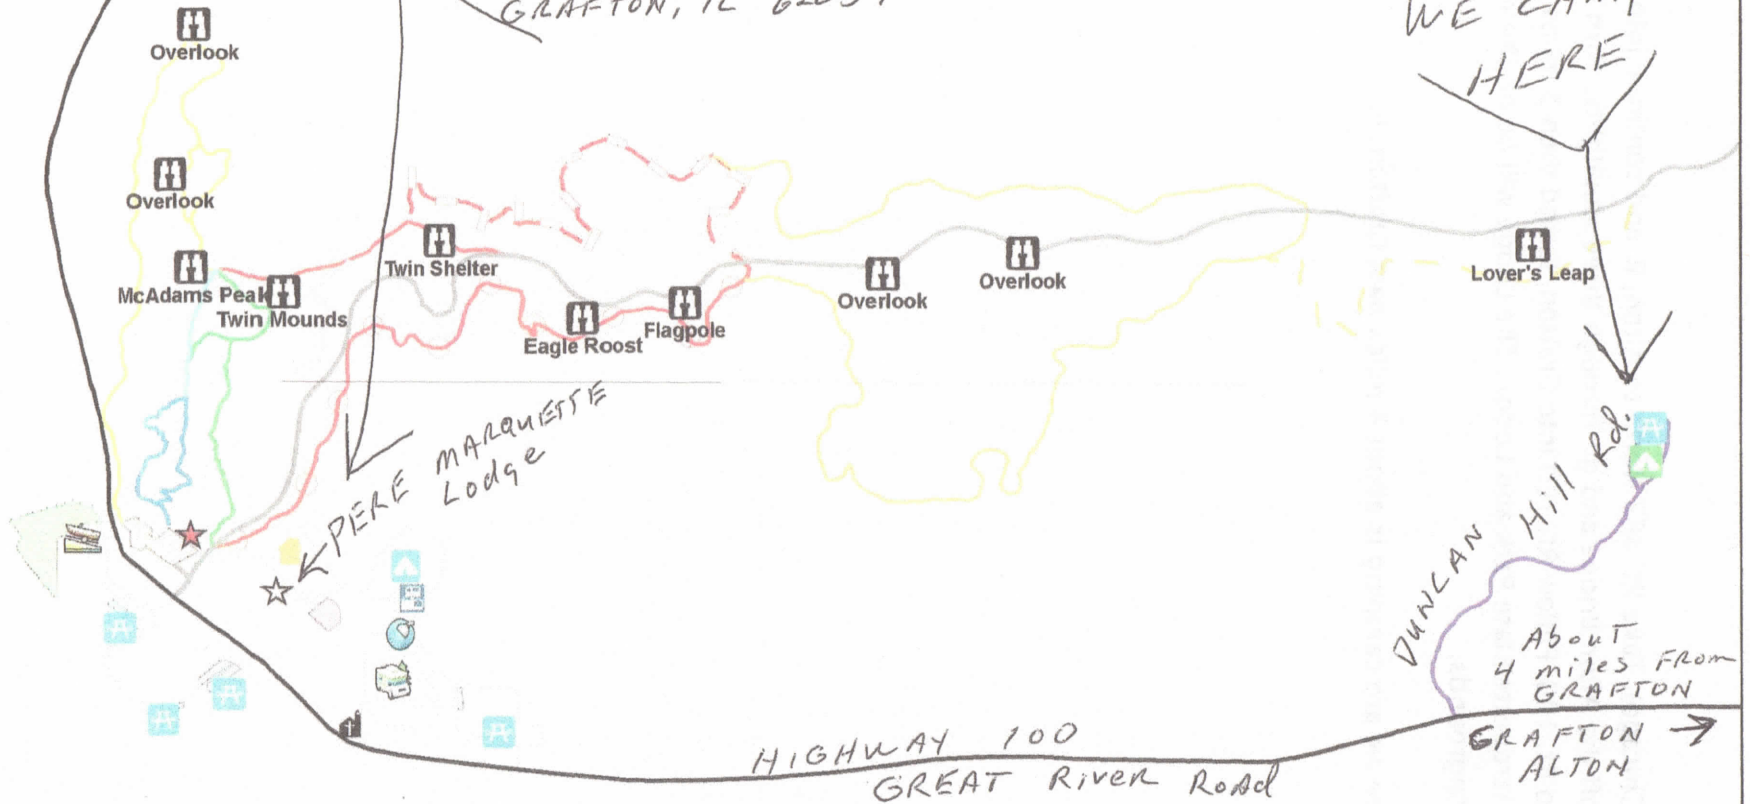 GRAFTON, IL
WE CAMP
HERE
Overlook
Overlook
McAdams Peak
Twin Mounds
Twin Shelter
Eagle Roost
Flagpole
Overlook
Overlook
Lover's Leap
PERE MARQUETTE
Lodge
DUNCAN Hill Rd.
About
4 miles FROM
GRAFTON
HIGHWAY 100
GREAT RIVER ROAD
GRAFTON
ALTON